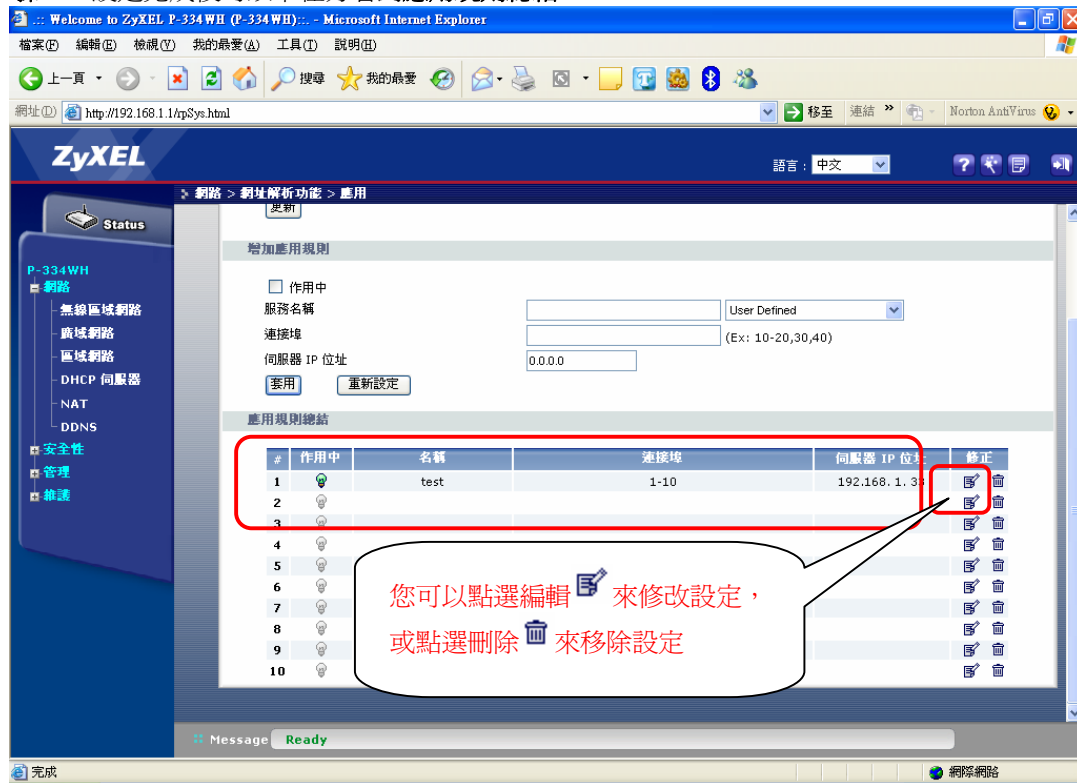 .:: Welcome to ZyXEL P-334WH (P-334WH)::. - Microsoft Internet Explorer
檔案(F) 編輯(E) 檢視(V) 我的最愛(A) 工具(T) 說明(H)
上一頁 搜尋 我的最愛
網址(D) http://192.168.1.1/rpSys.html 移至 連結 » Norton AntiVirus
ZyXEL
語言 : 中文
網路 > 網址解析功能 > 應用
Status
P-334WH
網路
無線區域網路
廣域網路
區域網路
DHCP 伺服器
NAT
DDNS
安全性
管理
維護
更新
增加應用規則
作用中
服務名稱 User Defined
連接埠 (Ex: 10-20,30,40)
伺服器 IP 位址 0.0.0.0
套用 重新設定
應用規則總結
# 作用中 名稱 連接埠 伺服器 IP 位址 修正
1 test 1-10 192.168.1.33
2
3
4
5
6
7
8
9
10
您可以點選編輯 來修改設定，
或點選刪除 來移除設定
Message Ready
完成 網際網路